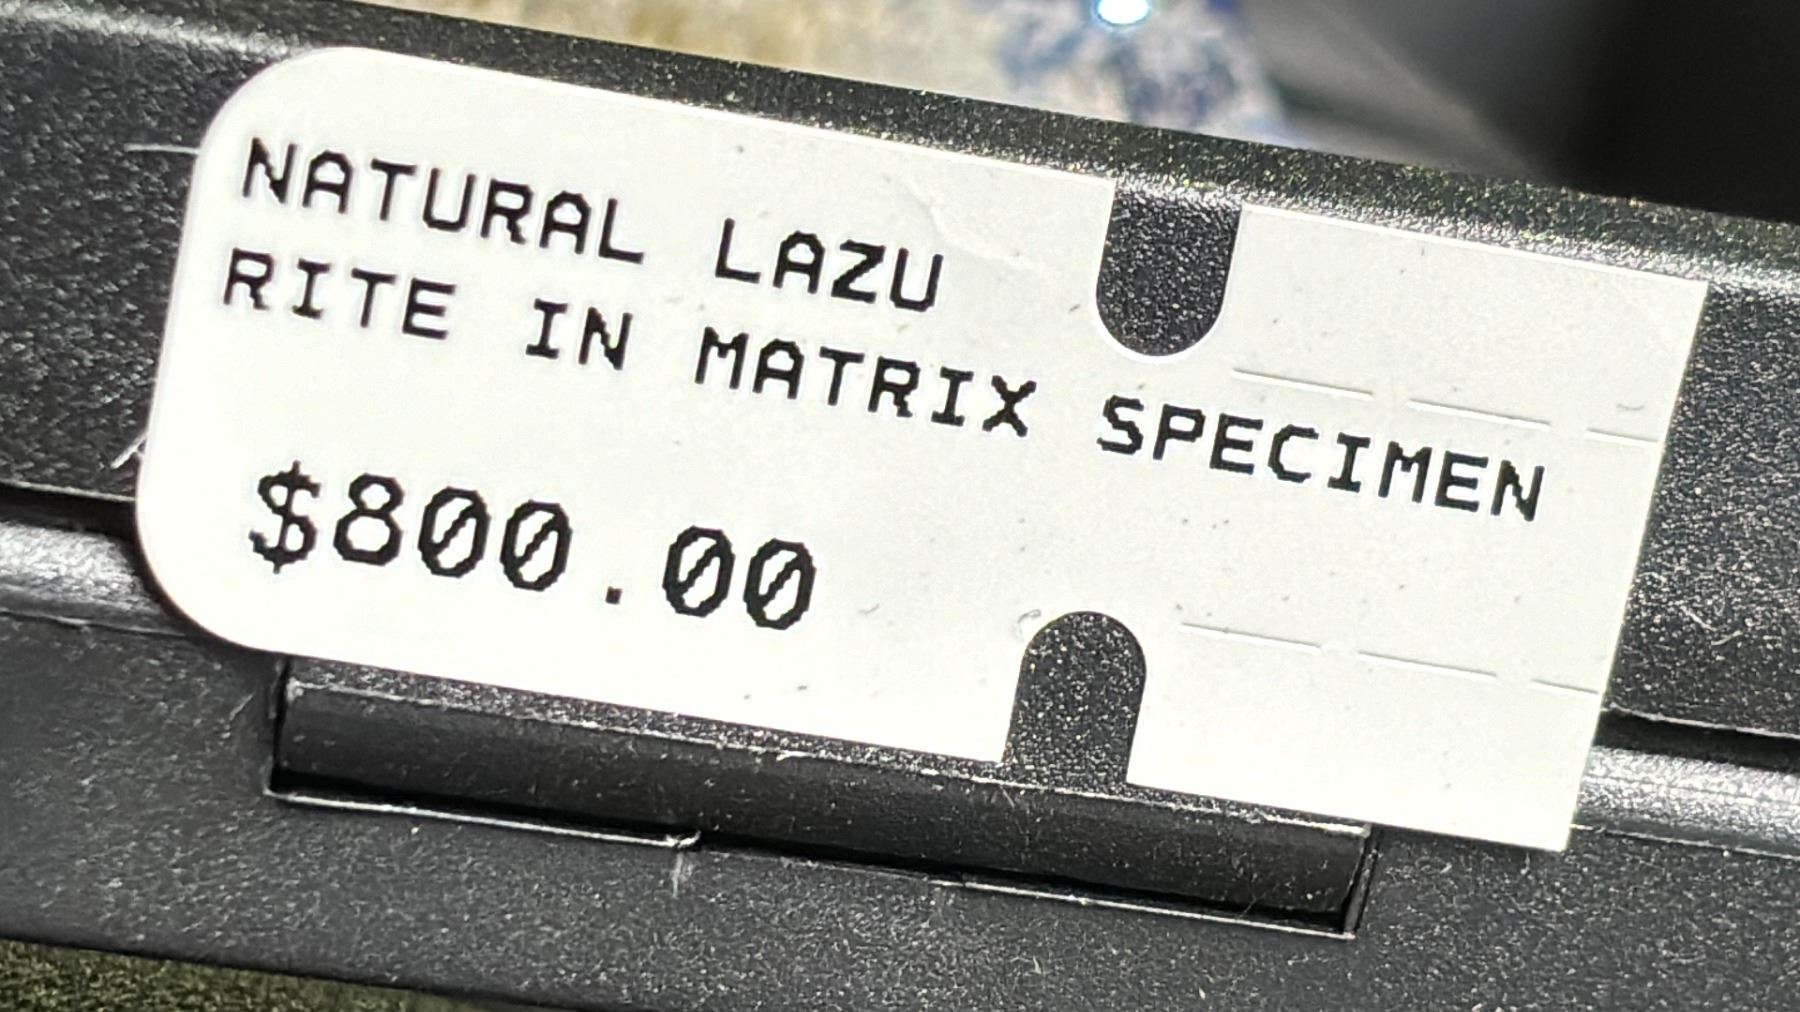 NATURAL LAZU
RITE IN MATRIX SPECIMEN
$800.00